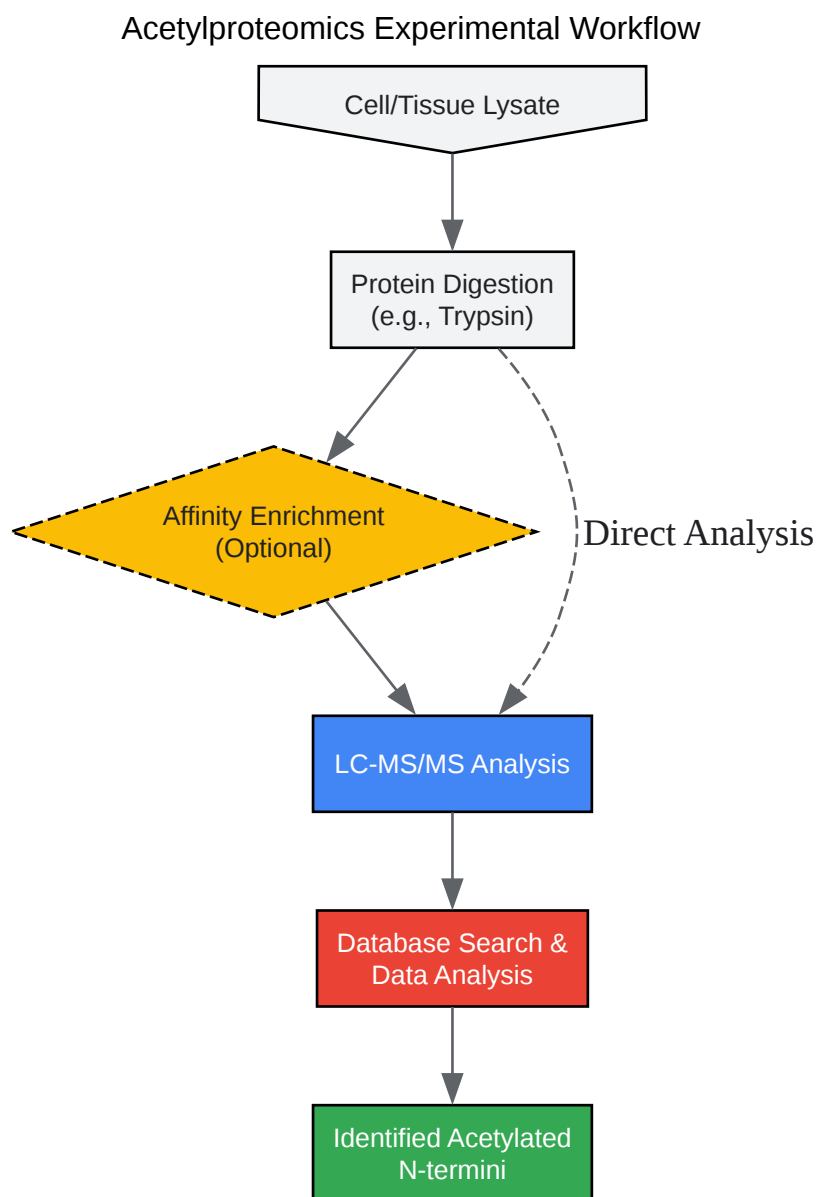 Acetylproteomics Experimental Workflow
Cell/Tissue Lysate
Protein Digestion
(e.g., Trypsin)
Affinity Enrichment
(Optional)
Direct Analysis
LC-MS/MS Analysis
Database Search &
Data Analysis
Identified Acetylated
N-termini